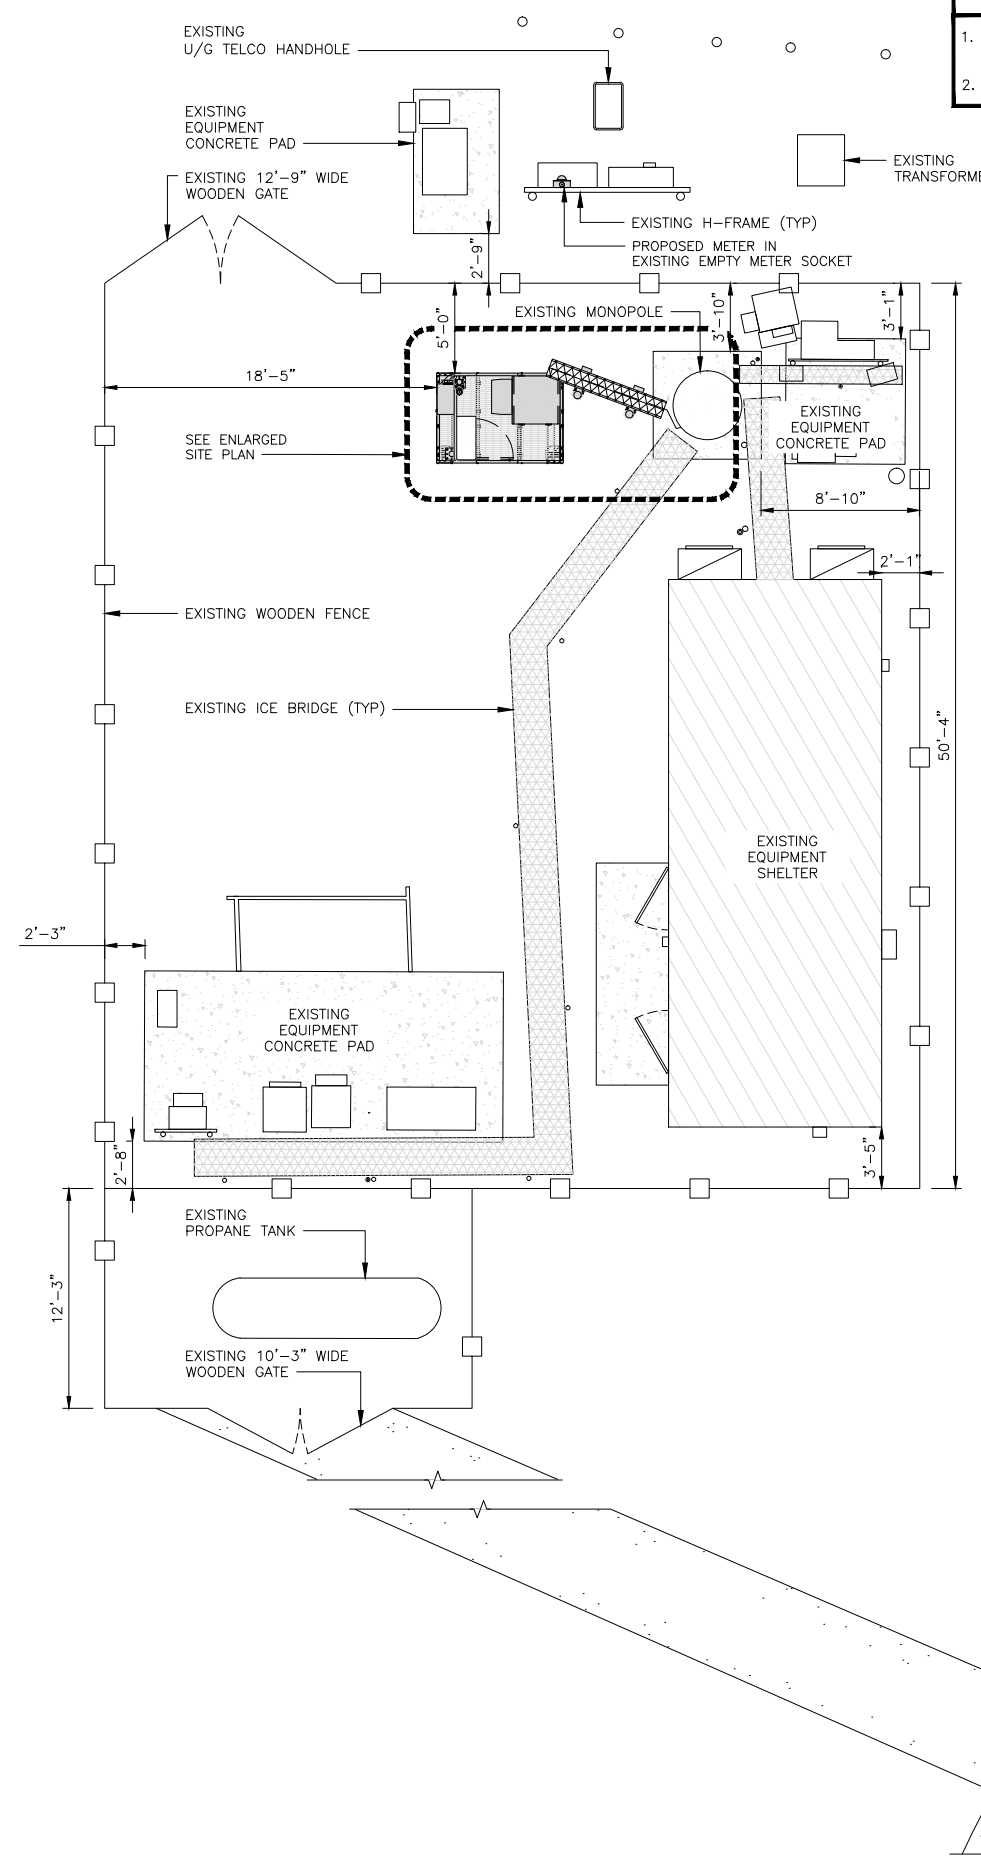 EXISTING
U/G TELCO HANDHOLE
1.
2.
EXISTING
EQUIPMENT
CONCRETE PAD
EXISTING
TRANSFORME
EXISTING 12'-9" WIDE
WOODEN GATE
EXISTING H-FRAME (TYP)
PROPOSED METER IN
EXISTING EMPTY METER SOCKET
2'-9"
5'-0"
EXISTING MONOPOLE
3'-10"
3'-1"
18'-5"
SEE ENLARGED
SITE PLAN
EXISTING
EQUIPMENT
CONCRETE PAD
8'-10"
2'-1"
EXISTING WOODEN FENCE
EXISTING ICE BRIDGE (TYP)
50'-4"
EXISTING
EQUIPMENT
SHELTER
2'-3"
EXISTING
EQUIPMENT
CONCRETE PAD
2'-8"
3'-5"
EXISTING
PROPANE TANK
12'-3"
EXISTING 10'-3" WIDE
WOODEN GATE